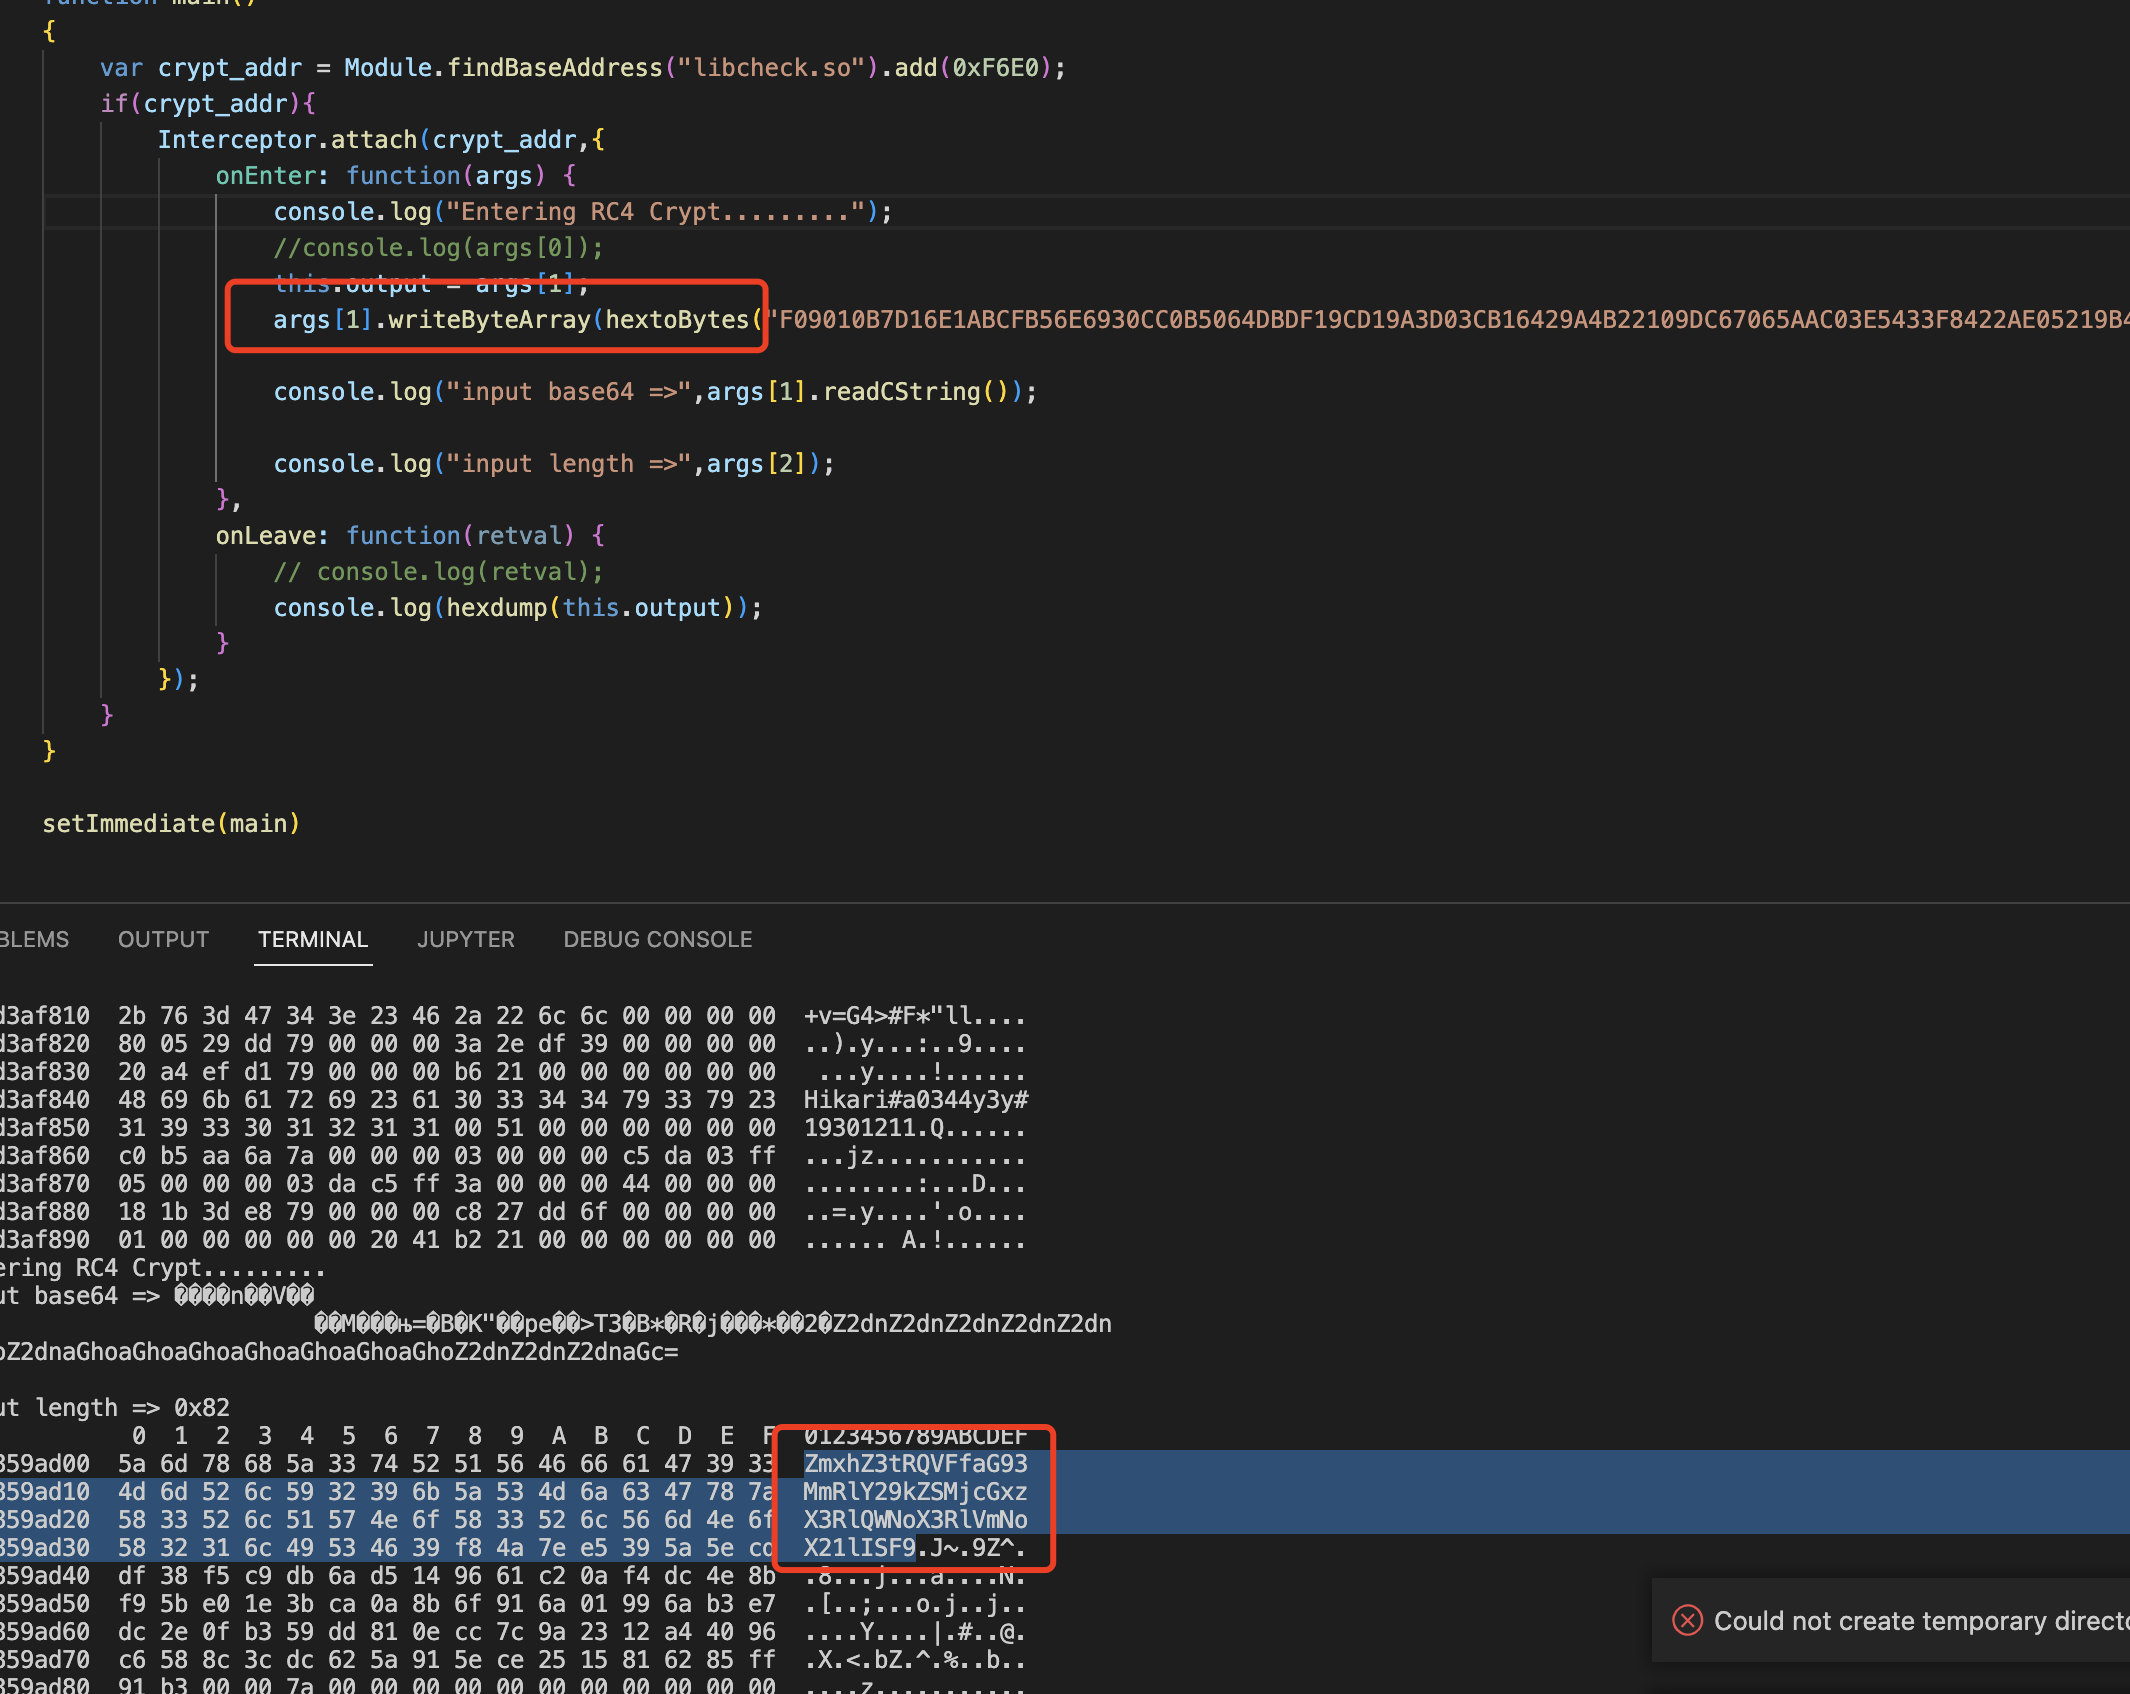 function main()
{
var crypt_addr = Module.findBaseAddress("libcheck.so").add(0xF6E0);
if(crypt_addr){
Interceptor.attach(crypt_addr,{
onEnter: function(args) {
console.log("Entering RC4 Crypt.........");
//console.log(args[0]);
this.output = args[1];
args[1].writeByteArray(hextoBytes("F09010B7D16E1ABCFB56E6930CC0B5064DBDF19CD19A3D03CB16429A4B22109DC67065AAC03E5433F8422AE05219B4
console.log("input base64 =>",args[1].readCString());
console.log("input length =>",args[2]);
},
onLeave: function(retval) {
// console.log(retval);
console.log(hexdump(this.output));
}
});
}
}
setImmediate(main)
BLEMS OUTPUT TERMINAL JUPYTER DEBUG CONSOLE
d3af810 2b 76 3d 47 34 3e 23 46 2a 22 6c 6c 00 00 00 00 +v=G4>#F*"ll....
d3af820 80 05 29 dd 79 00 00 00 3a 2e df 39 00 00 00 00 ..).y...:..9....
d3af830 20 a4 ef d1 79 00 00 00 b6 21 00 00 00 00 00 00 ...y....!......
d3af840 48 69 6b 61 72 69 23 61 30 33 34 34 79 33 79 23 Hikari#a0344y3y#
d3af850 31 39 33 30 31 32 31 31 00 51 00 00 00 00 00 00 19301211.Q......
d3af860 c0 b5 aa 6a 7a 00 00 00 03 00 00 00 c5 da 03 ff ...jz...........
d3af870 05 00 00 00 03 da c5 ff 3a 00 00 00 44 00 00 00 ........:...D...
d3af880 18 1b 3d e8 79 00 00 00 c8 27 dd 6f 00 00 00 00 ..=.y....'.o....
d3af890 01 00 00 00 00 00 20 41 b2 21 00 00 00 00 00 00 ...... A.!......
ering RC4 Crypt.........
ut base64 => ����n��V��
��M���њ=�B�K"��pe��>T3�B*�R�j���*��2�Z2dnZ2dnZ2dnZ2dnZ2dn
oZ2dnaGhoaGhoaGhoaGhoaGhoaGhoZ2dnZ2dnZ2dnaGc=
ut length => 0x82
0 1 2 3 4 5 6 7 8 9 A B C D E F 0123456789ABCDEF
859ad00 5a 6d 78 68 5a 33 74 52 51 56 46 66 61 47 39 33 ZmxhZ3tRQVFfaG93
859ad10 4d 6d 52 6c 59 32 39 6b 5a 53 4d 6a 63 47 78 7a MmRlY29kZSMjcGxz
859ad20 58 33 52 6c 51 57 4e 6f 58 33 52 6c 56 6d 4e 6f X3RlQWNoX3RlVmNo
859ad30 58 32 31 6c 49 53 46 39 f8 4a 7e e5 39 5a 5e cd X21lISF9.J~.9Z^.
859ad40 df 38 f5 c9 db 6a d5 14 96 61 c2 0a f4 dc 4e 8b .8...j...a....N.
859ad50 f9 5b e0 1e 3b ca 0a 8b 6f 91 6a 01 99 6a b3 e7 .[..;...o.j..j..
859ad60 dc 2e 0f b3 59 dd 81 0e cc 7c 9a 23 12 a4 40 96 ....Y....|.#..@.
859ad70 c6 58 8c 3c dc 62 5a 91 5e ce 25 15 81 62 85 ff .X.<.bZ.^.%..b..
859ad80 91 b3 00 00 7a 00 00 00 00 00 00 00 00 00 00 00 ....z...........
Could not create temporary directo